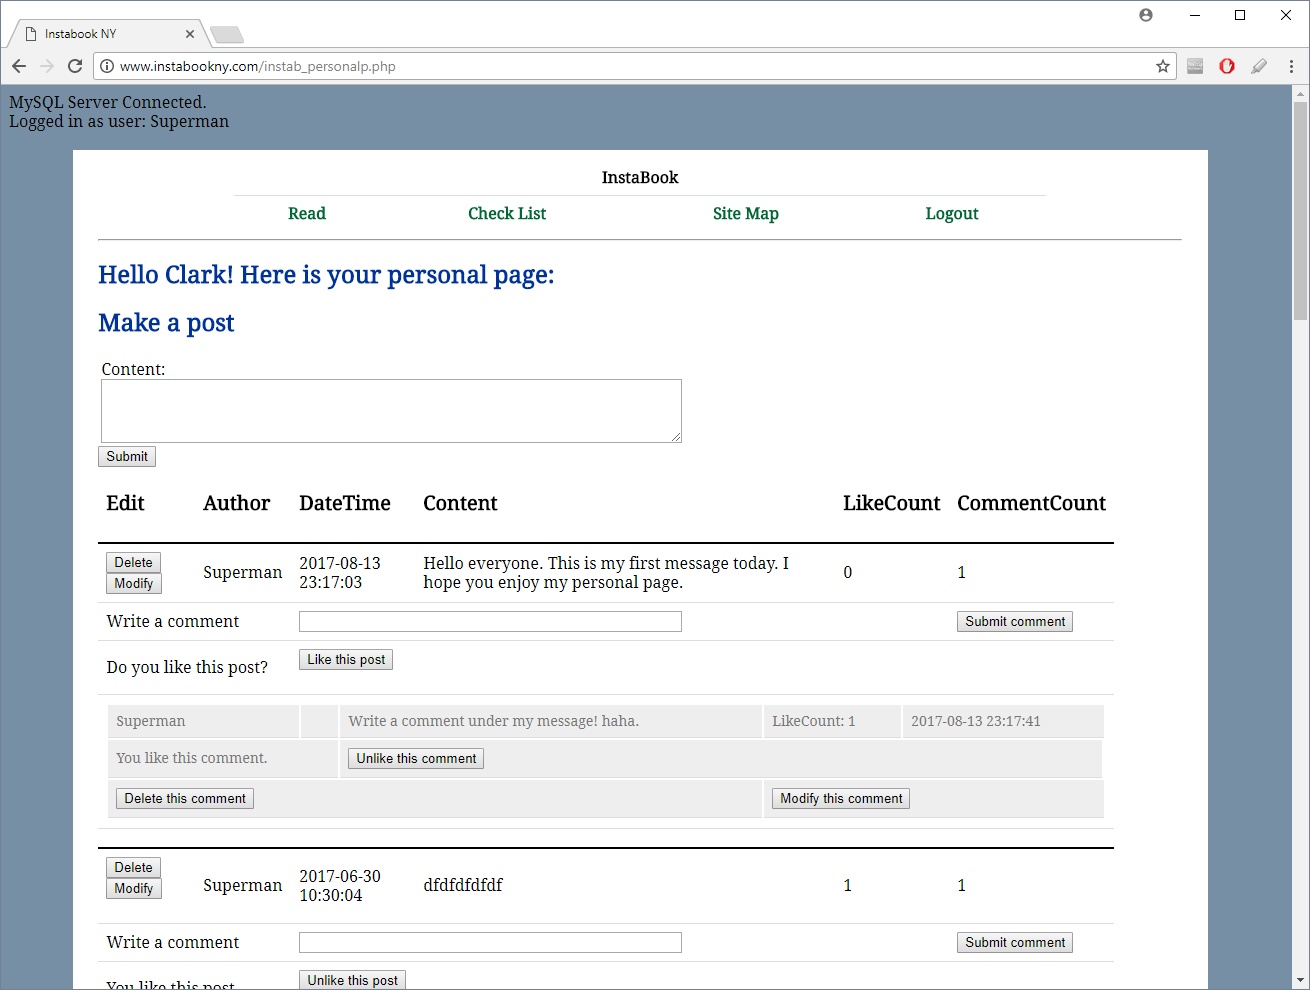 Instabook NY
www.instabookny.com/instab_personalp.php
MySQL Server Connected.
Logged in as user: Superman
InstaBook
Read Check List Site Map Logout
Hello Clark! Here is your personal page:
Make a post
Content:
Submit
Edit Author DateTime Content LikeCount CommentCount
Delete
Modify
Superman
2017-08-13
23:17:03
Hello everyone. This is my first message today. I
hope you enjoy my personal page.
0
1
Write a comment Submit comment
Do you like this post? Like this post
Superman Write a comment under my message! haha. LikeCount: 1 2017-08-13 23:17:41
You like this comment. Unlike this comment
Delete this comment Modify this comment
Delete
Modify
Superman
2017-06-30
10:30:04
dfdfdfdfdf
1
1
Write a comment Submit comment
You like this post. Unlike this post